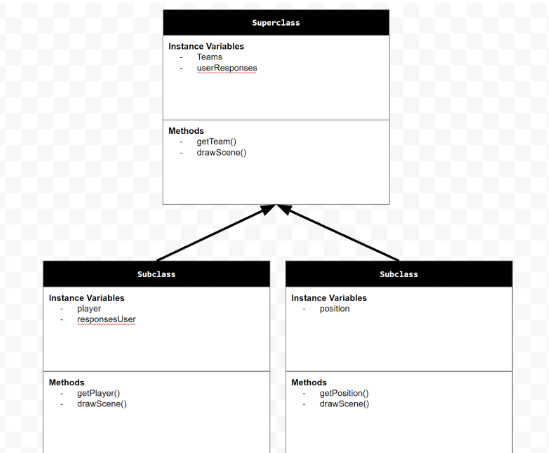 Superclass
Instance Variables
- Teams
- userResponses
Methods
- getTeam()
- drawScene()
Subclass
Instance Variables
- player
- responsesUser
Methods
- getPlayer()
- drawScene()
Subclass
Instance Variables
- position
Methods
- getPosition()
- drawScene()